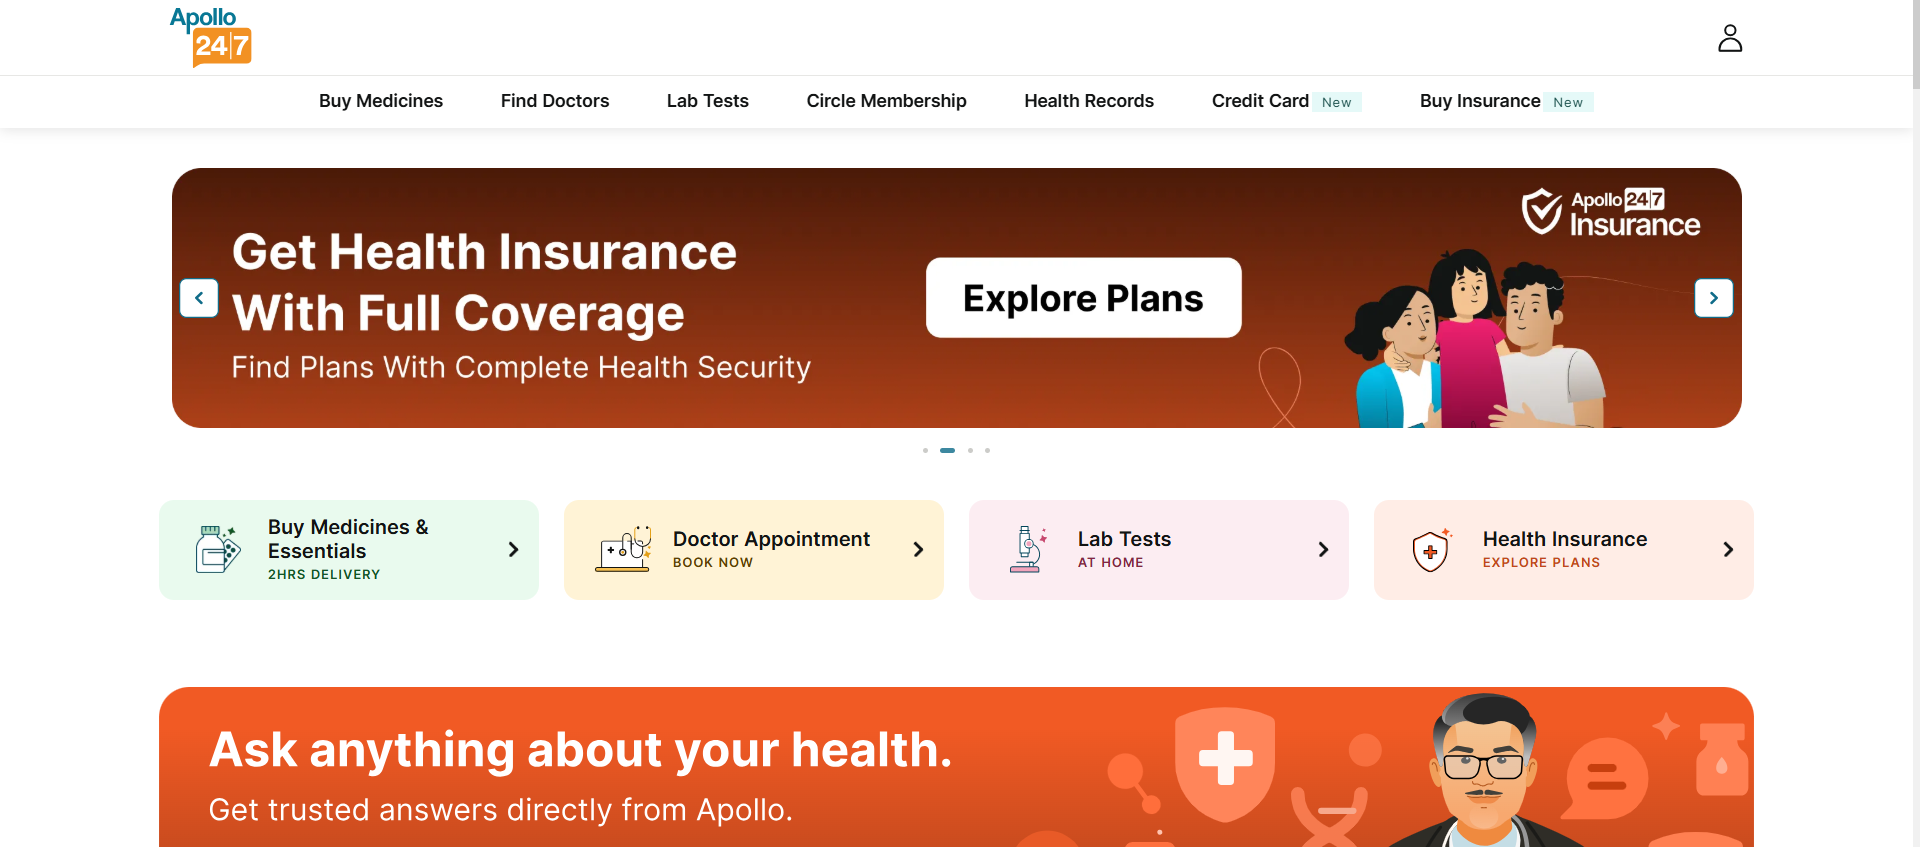 Apollo
24|7
Buy Medicines
Find Doctors
Lab Tests
Circle Membership
Health Records
Credit Card New
Buy Insurance New
Apollo 24|7
Insurance
Get Health Insurance
With Full Coverage
Find Plans With Complete Health Security
Explore Plans
Buy Medicines &
Essentials
2HRS DELIVERY
Doctor Appointment
BOOK NOW
Lab Tests
AT HOME
Health Insurance
EXPLORE PLANS
Ask anything about your health.
Get trusted answers directly from Apollo.